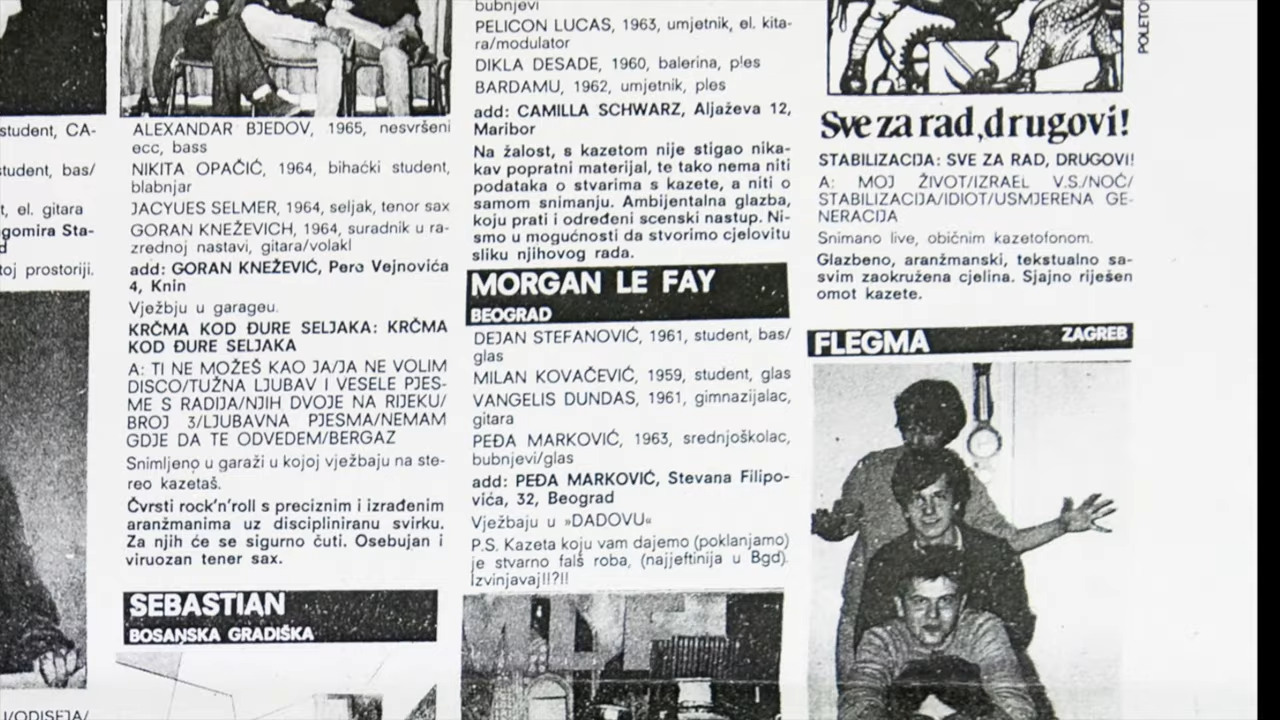 student, CA-
student, bas/
t, el. gitara
gomira Sta-
d
toj prostoriji.
I/ODISEJA/
ALEXANDAR BJEDOV, 1965, nesvršeni
ecc, bass
NIKITA OPAČIĆ, 1964, bihaćki student,
blabnjar
JACYUES SELMER, 1964, seljak, tenor sax
GORAN KNEŽEVICH, 1964, suradnik u ra-
zrednoj nastavi, gitara/volakl
add: GORAN KNEŽEVIĆ, Pero Vejnovića
4, Knin
Vježbju u garageu.
KRČMA KOD ĐURE SELJAKA: KRČMA
KOD ĐURE SELJAKA
A: TI NE MOŽEŠ KAO JA/JA NE VOLIM
DISCO/TUŽNA LJUBAV I VESELE PJES-
ME S RADIJA/NJIH DVOJE NA RIJEKU/
BROJ 3/LJUBAVNA PJESMA/NEMAM
GDJE DA TE ODVEDEM/BERGAZ
Snimljeno u garaži u kojoj vježbaju na ste-
reo kazetaš.
Čvrsti rock'n'roll s preciznim i izrađenim
aranžmanima uz discipliniranu svirku.
Za njih će se sigurno čuti. Osebujan i
viruozan tener sax.
SEBASTIAN
BOSANSKA GRADIŠKA
bubnjevi
PELICON LUCAS, 1963, umjetnik, el. kita-
ra/modulator
DIKLA DESADE, 1960, balerina, ples
BARDAMU, 1962, umjetnik, ples
add: CAMILLA SCHWARZ, Aljaževa 12,
Maribor
Na žalost, s kazetom nije stigao nika-
kav popratni materijal, te tako nema niti
podataka o stvarima s kazete, a niti o
samom snimanju. Ambijentalna glazba,
koju prati i određeni scenski nastup. Ni-
smo u mogućnosti da stvorimo cjelovitu
sliku njihovog rada.
MORGAN LE FAY
BEOGRAD
DEJAN STEFANOVIĆ, 1961, student, bas/
glas
MILAN KOVAČEVIĆ, 1959, student, glas
VANGELIS DUNDAS, 1961, gimnazijalac,
gitara
PEĐA MARKOVIĆ, 1963, srednjoškolac,
bubnjevi/glas
add: PEĐA MARKOVIĆ, Stevana Filipo-
vića, 32, Beograd
Vježbaju u »DADOVU«
P.S. Kazeta koju vam dajemo (poklanjamo)
je stvarno falš roba, (najjeftinija u Bgd).
Izvinjavaj!!?!!
POLETO
Sve za rad, drugovi!
STABILIZACIJA: SVE ZA RAD, DRUGOVI!
A: MOJ ŽIVOT/IZRAEL V.S./NOĆ/
STABILIZACIJA/IDIOT/USMJERENA GE-
NERACIJA
Snimano live, običnim kazetofonom.
Glazbeno, aranžmanski, tekstualno sa-
svim zaokružena cjelina. Sjajno riješen
omot kazete.
FLEGMA ZAGREB